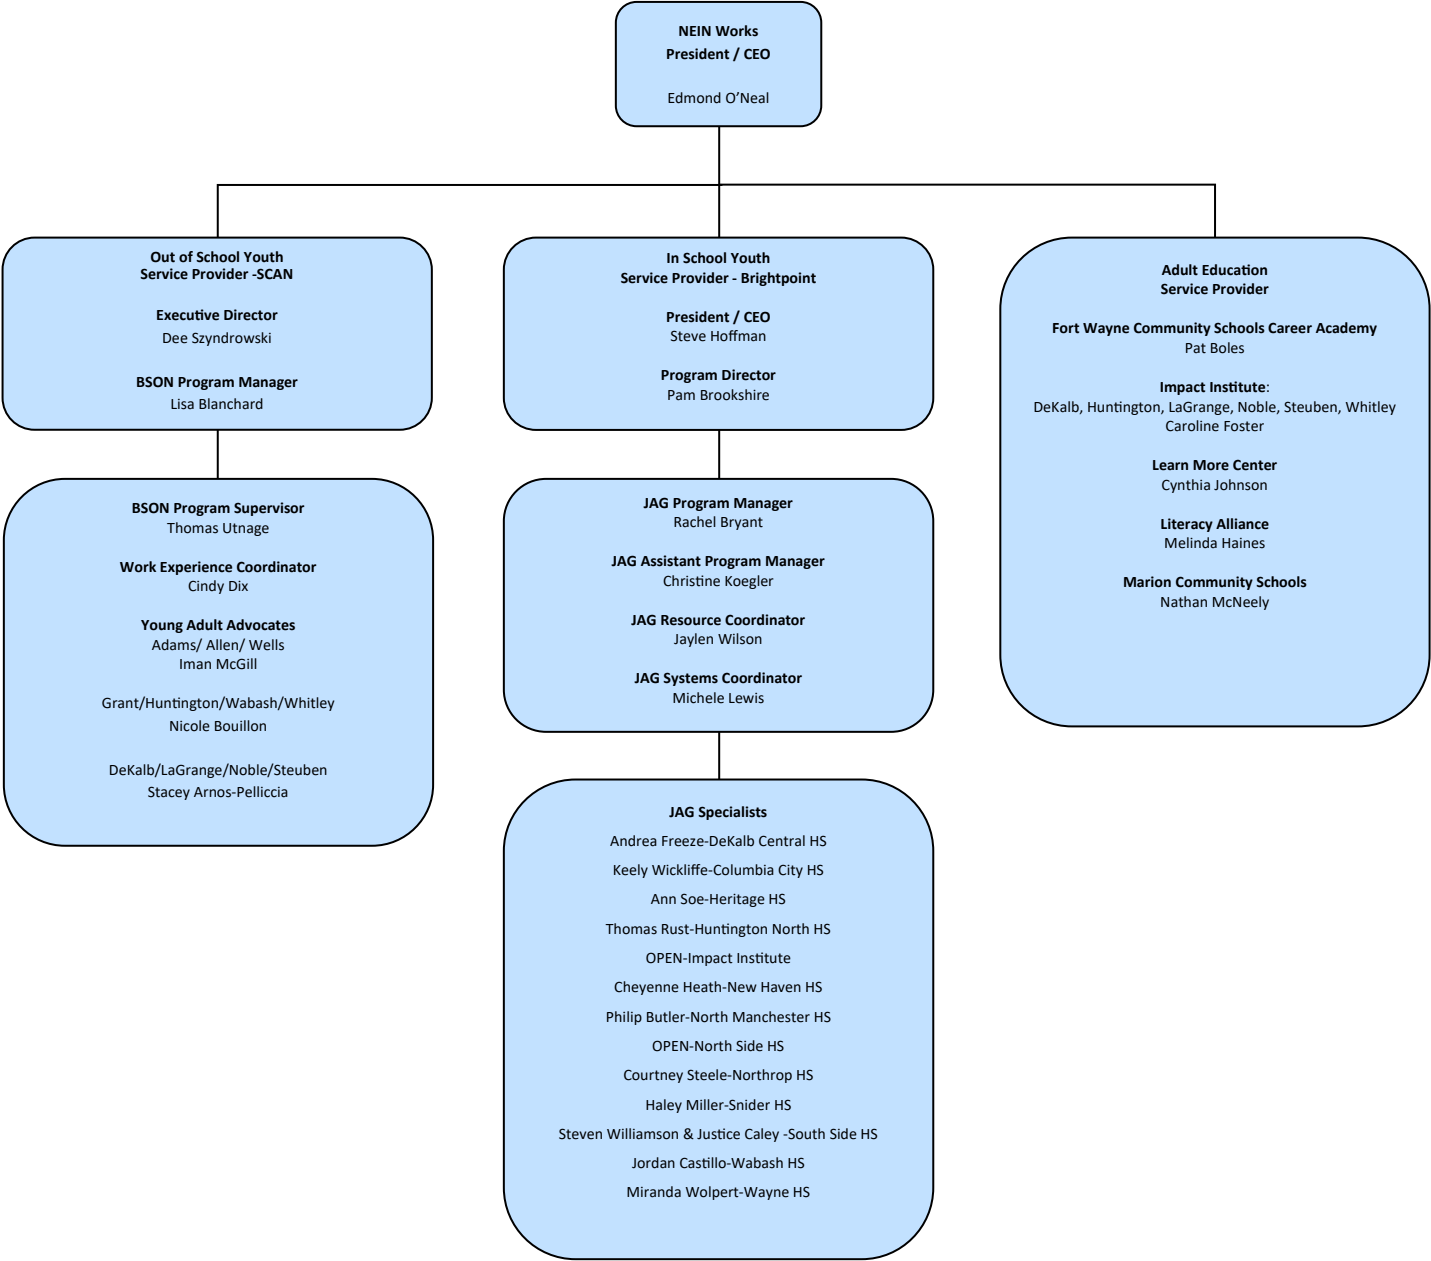 NEIN Works
President / CEO
Edmond O’Neal
Out of School Youth
Service Provider -SCAN
Executive Director
Dee Szyndrowski
BSON Program Manager
Lisa Blanchard
BSON Program Supervisor
Thomas Utnage
Work Experience Coordinator
Cindy Dix
Young Adult Advocates
Adams/ Allen/ Wells
Iman McGill
Grant/Huntington/Wabash/Whitley
Nicole Bouillon
DeKalb/LaGrange/Noble/Steuben
Stacey Arnos-Pelliccia
In School Youth
Service Provider - Brightpoint
President / CEO
Steve Hoffman
Program Director
Pam Brookshire
JAG Program Manager
Rachel Bryant
JAG Assistant Program Manager
Christine Koegler
JAG Resource Coordinator
Jaylen Wilson
JAG Systems Coordinator
Michele Lewis
JAG Specialists
Andrea Freeze-DeKalb Central HS
Keely Wickliffe-Columbia City HS
Ann Soe-Heritage HS
Thomas Rust-Huntington North HS
OPEN-Impact Institute
Cheyenne Heath-New Haven HS
Philip Butler-North Manchester HS
OPEN-North Side HS
Courtney Steele-Northrop HS
Haley Miller-Snider HS
Steven Williamson & Justice Caley -South Side HS
Jordan Castillo-Wabash HS
Miranda Wolpert-Wayne HS
Adult Education
Service Provider
Fort Wayne Community Schools Career Academy
Pat Boles
Impact Institute:
DeKalb, Huntington, LaGrange, Noble, Steuben, Whitley
Caroline Foster
Learn More Center
Cynthia Johnson
Literacy Alliance
Melinda Haines
Marion Community Schools
Nathan McNeely